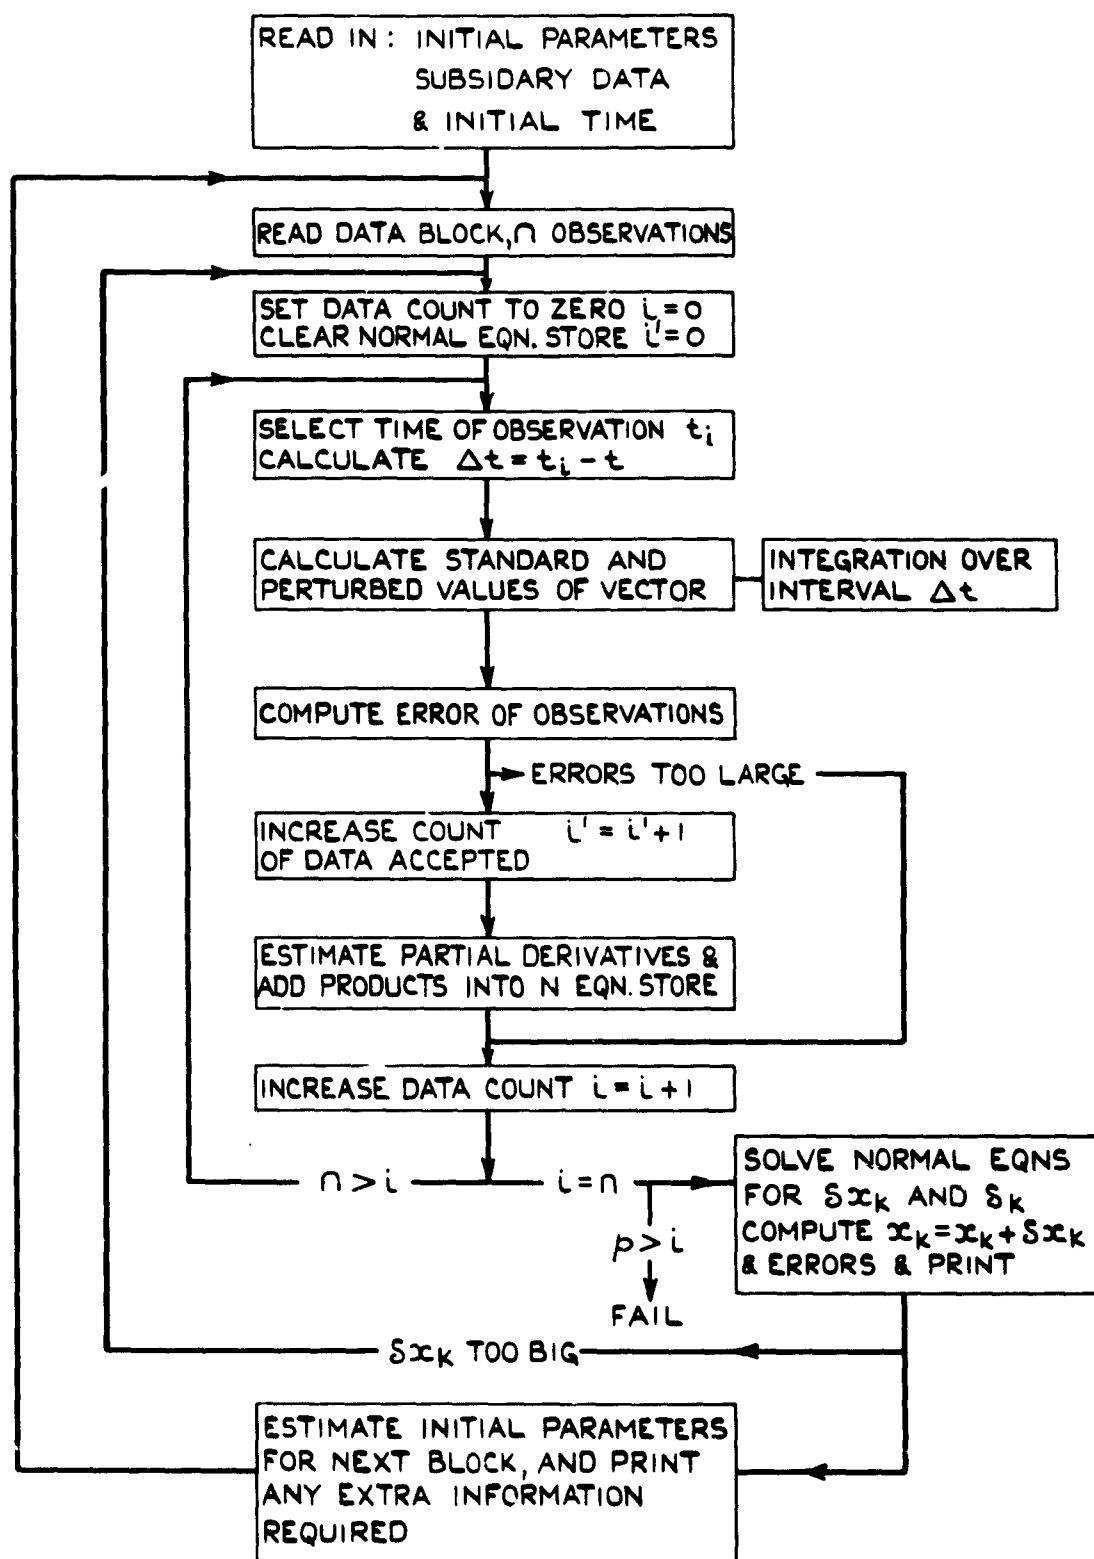 READ IN: INITIAL PARAMETERS
SUBSIDARY DATA
& INITIAL TIME
READ DATA BLOCK, n OBSERVATIONS
SET DATA COUNT TO ZERO i = 0
CLEAR NORMAL EQN. STORE i' = 0
SELECT TIME OF OBSERVATION tᵢ
CALCULATE Δt = tᵢ - t
CALCULATE STANDARD AND
PERTURBED VALUES OF VECTOR
INTEGRATION OVER
INTERVAL Δt
COMPUTE ERROR OF OBSERVATIONS
ERRORS TOO LARGE
INCREASE COUNT i' = i' + 1
OF DATA ACCEPTED
ESTIMATE PARTIAL DERIVATIVES &
ADD PRODUCTS INTO N EQN. STORE
INCREASE DATA COUNT i = i + 1
n > i
i = n
p > i
FAIL
SOLVE NORMAL EQNS
FOR δxₖ AND δₖ
COMPUTE xₖ = xₖ + δxₖ
& ERRORS & PRINT
δxₖ TOO BIG
ESTIMATE INITIAL PARAMETERS
FOR NEXT BLOCK, AND PRINT
ANY EXTRA INFORMATION
REQUIRED